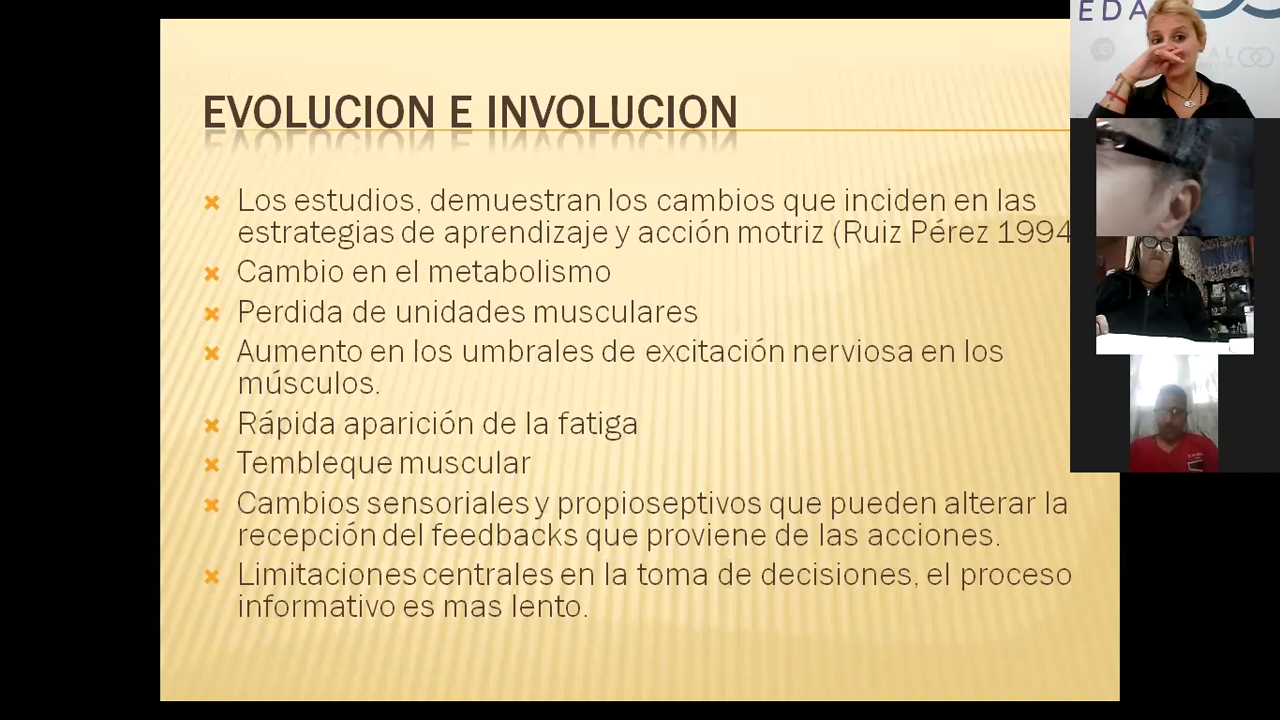 EVOLUCION E INVOLUCION
Los estudios, demuestran los cambios que inciden en las
estrategias de aprendizaje y acción motriz (Ruiz Pérez 1994
Cambio en el metabolismo
Perdida de unidades musculares
Aumento en los umbrales de excitación nerviosa en los
músculos.
Rápida aparición de la fatiga
Tembleque muscular
Cambios sensoriales y propioseptivos que pueden alterar la
recepción del feedbacks que proviene de las acciones.
Limitaciones centrales en la toma de decisiones, el proceso
informativo es mas lento.
EDA